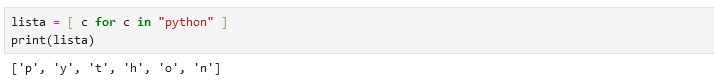 lista = [ c for c in "python" ]
print(lista)
['p', 'y', 't', 'h', 'o', 'n']